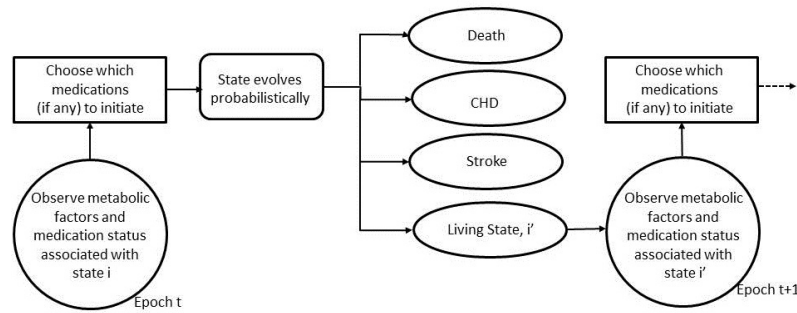 Choose which
medications
(if any) to initiate
State evolves
probabilistically
Death
CHD
Stroke
Living State, i’
Observe metabolic
factors and
medication status
associated with
state i
Epoch t
Choose which
medications
(if any) to initiate
Observe metabolic
factors and
medication status
associated with
state i’
Epoch t+1